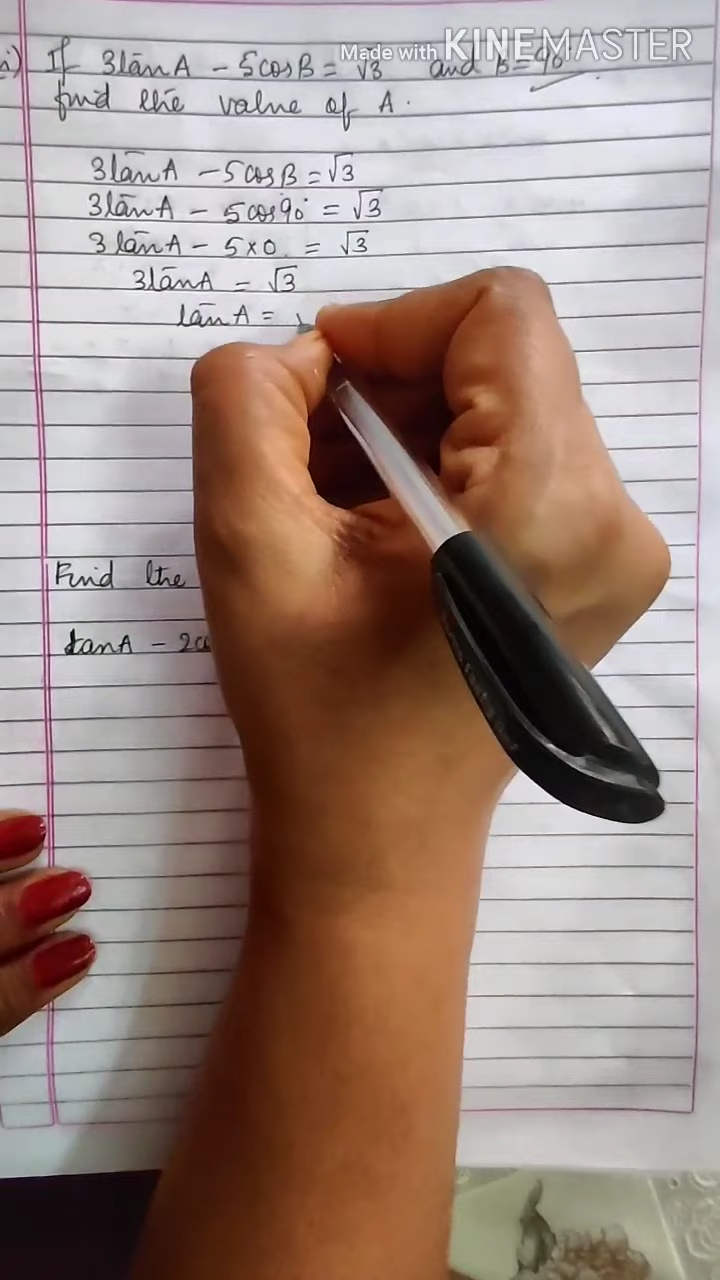 i) If 3tanA - 5cosB = √3 and B = 90°
find the value of A.
Made with KINEMASTER
3tanA - 5cosB = √3
3tanA - 5cos90° = √3
3tanA - 5×0 = √3
3tanA = √3
tanA =
Find the
tanA - 2